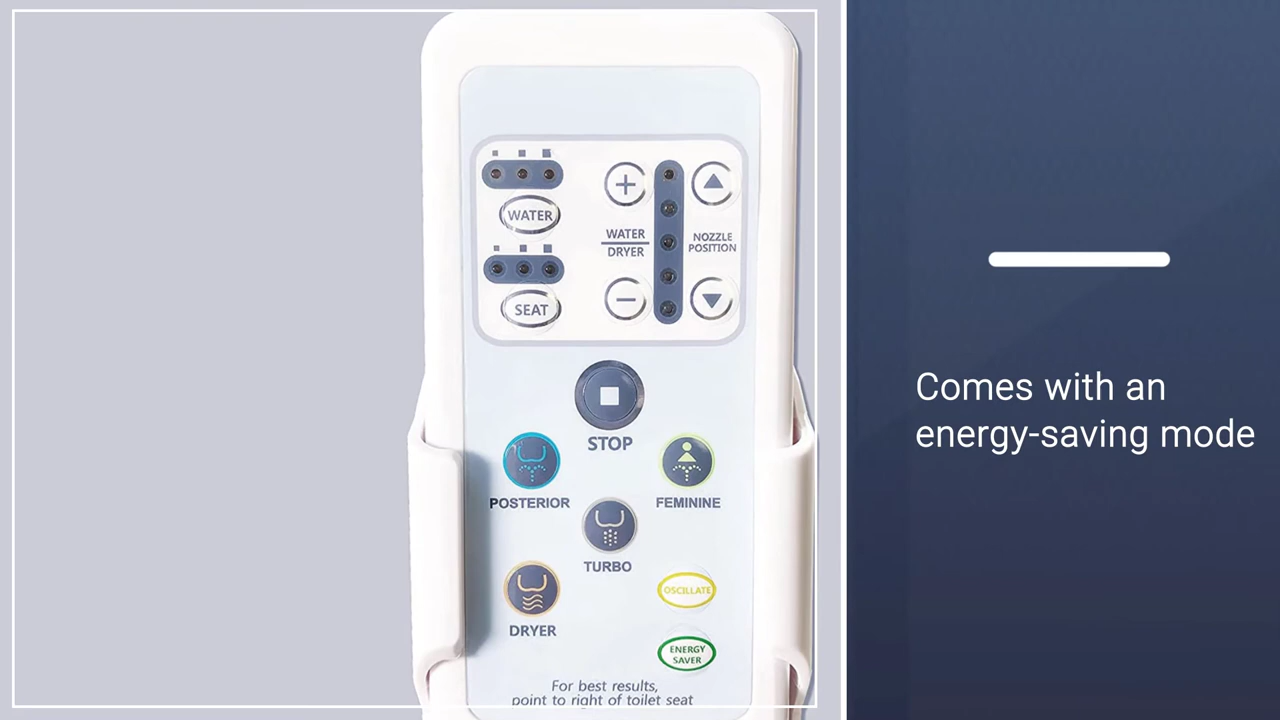 WATER
SEAT
WATER
DRYER
NOZZLE
POSITION
STOP
POSTERIOR
FEMININE
TURBO
DRYER
OSCILLATE
ENERGY
SAVER
For best results,
point to right of toilet seat
Comes with an
energy-saving mode